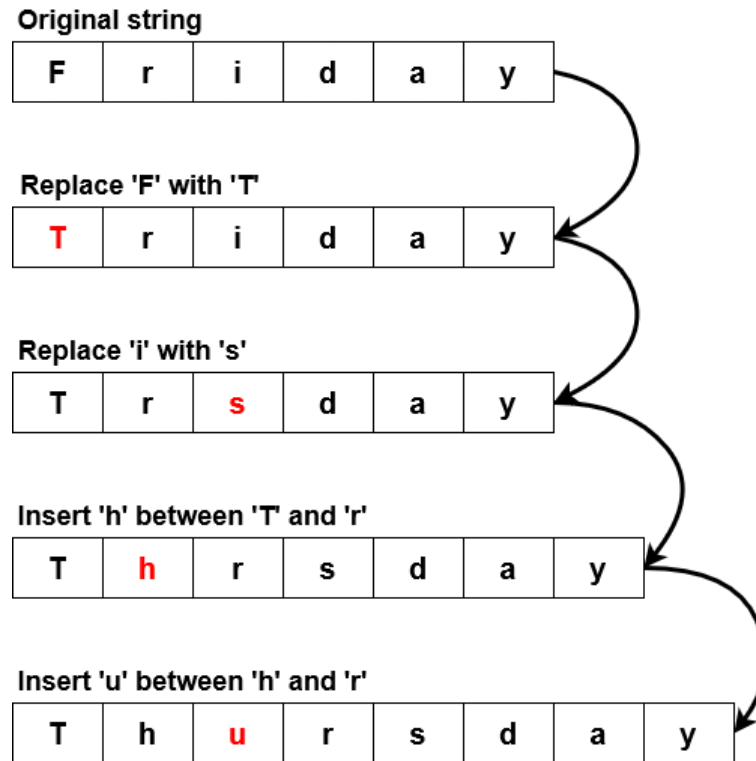 Original string
F r i d a y
Replace 'F' with 'T'
T r i d a y
Replace 'i' with 's'
T r s d a y
Insert 'h' between 'T' and 'r'
T h r s d a y
Insert 'u' between 'h' and 'r'
T h u r s d a y